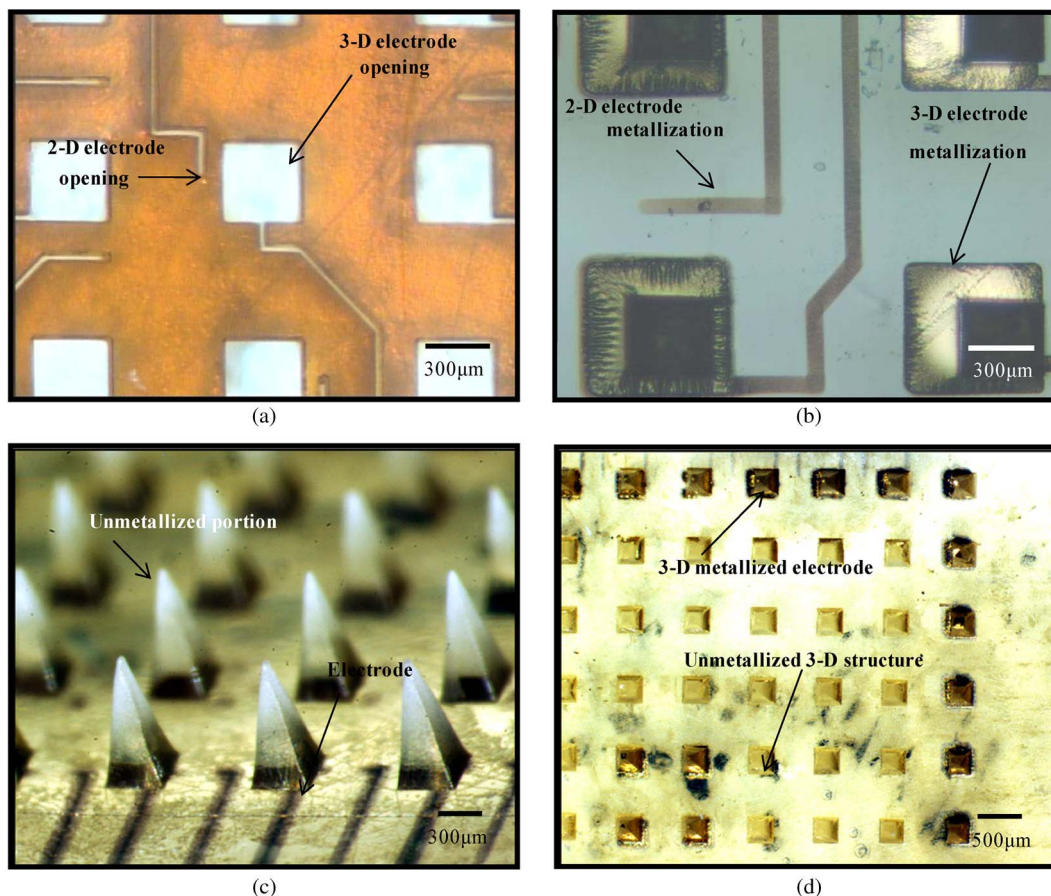 3-D electrode
opening
2-D electrode
opening
300μm
(a)
2-D electrode
metallization
3-D electrode
metallization
300μm
(b)
Unmetallized portion
Electrode
300μm
(c)
3-D metallized electrode
Unmetallized 3-D structure
500μm
(d)